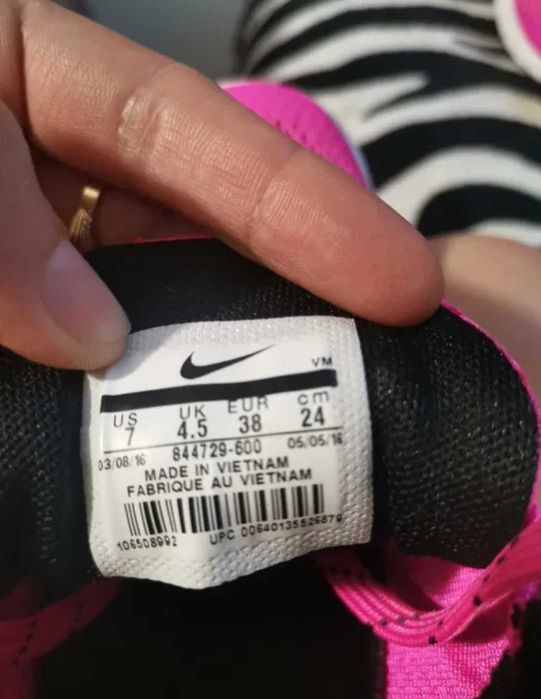 VM
US UK EUR cm
7 4.5 38 24
03/08/16 844729-600 05/05/16
MADE IN VIETNAM
FABRIQUE AU VIETNAM
106508992 UPC 00640135526879